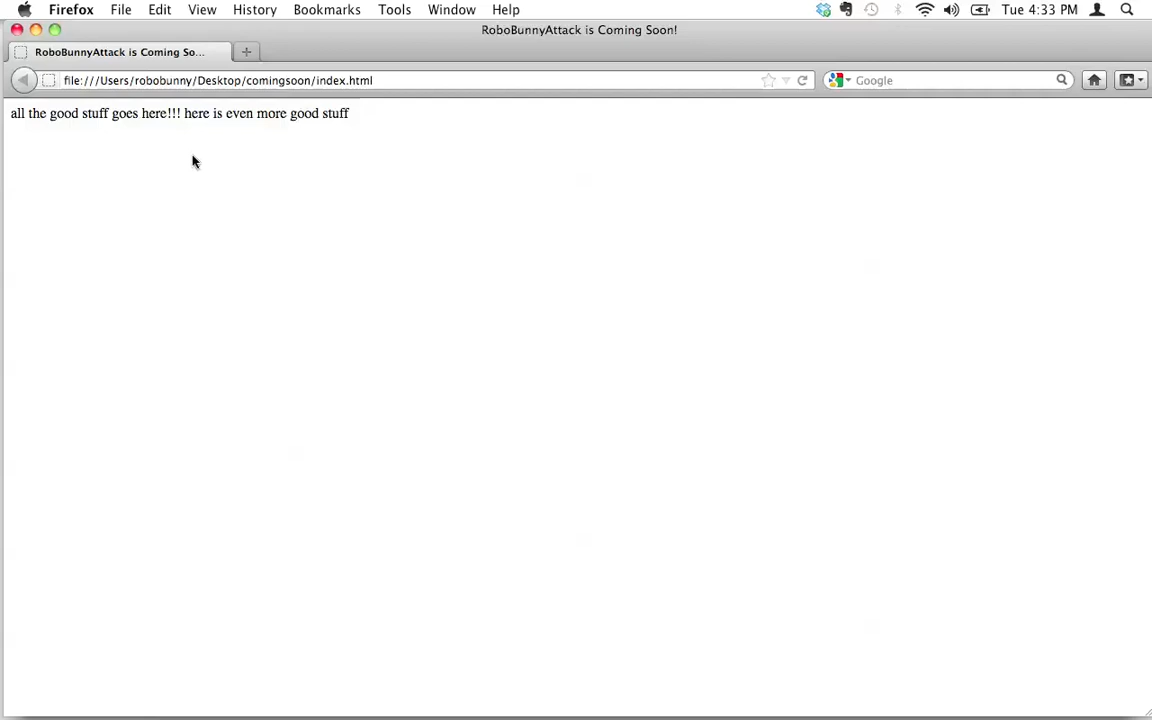 Firefox File Edit View History Bookmarks Tools Window Help Tue 4:33 PM
RoboBunnyAttack is Coming Soon!
RoboBunnyAttack is Coming So...
file:///Users/robobunny/Desktop/comingsoon/index.html Google
all the good stuff goes here!!! here is even more good stuff